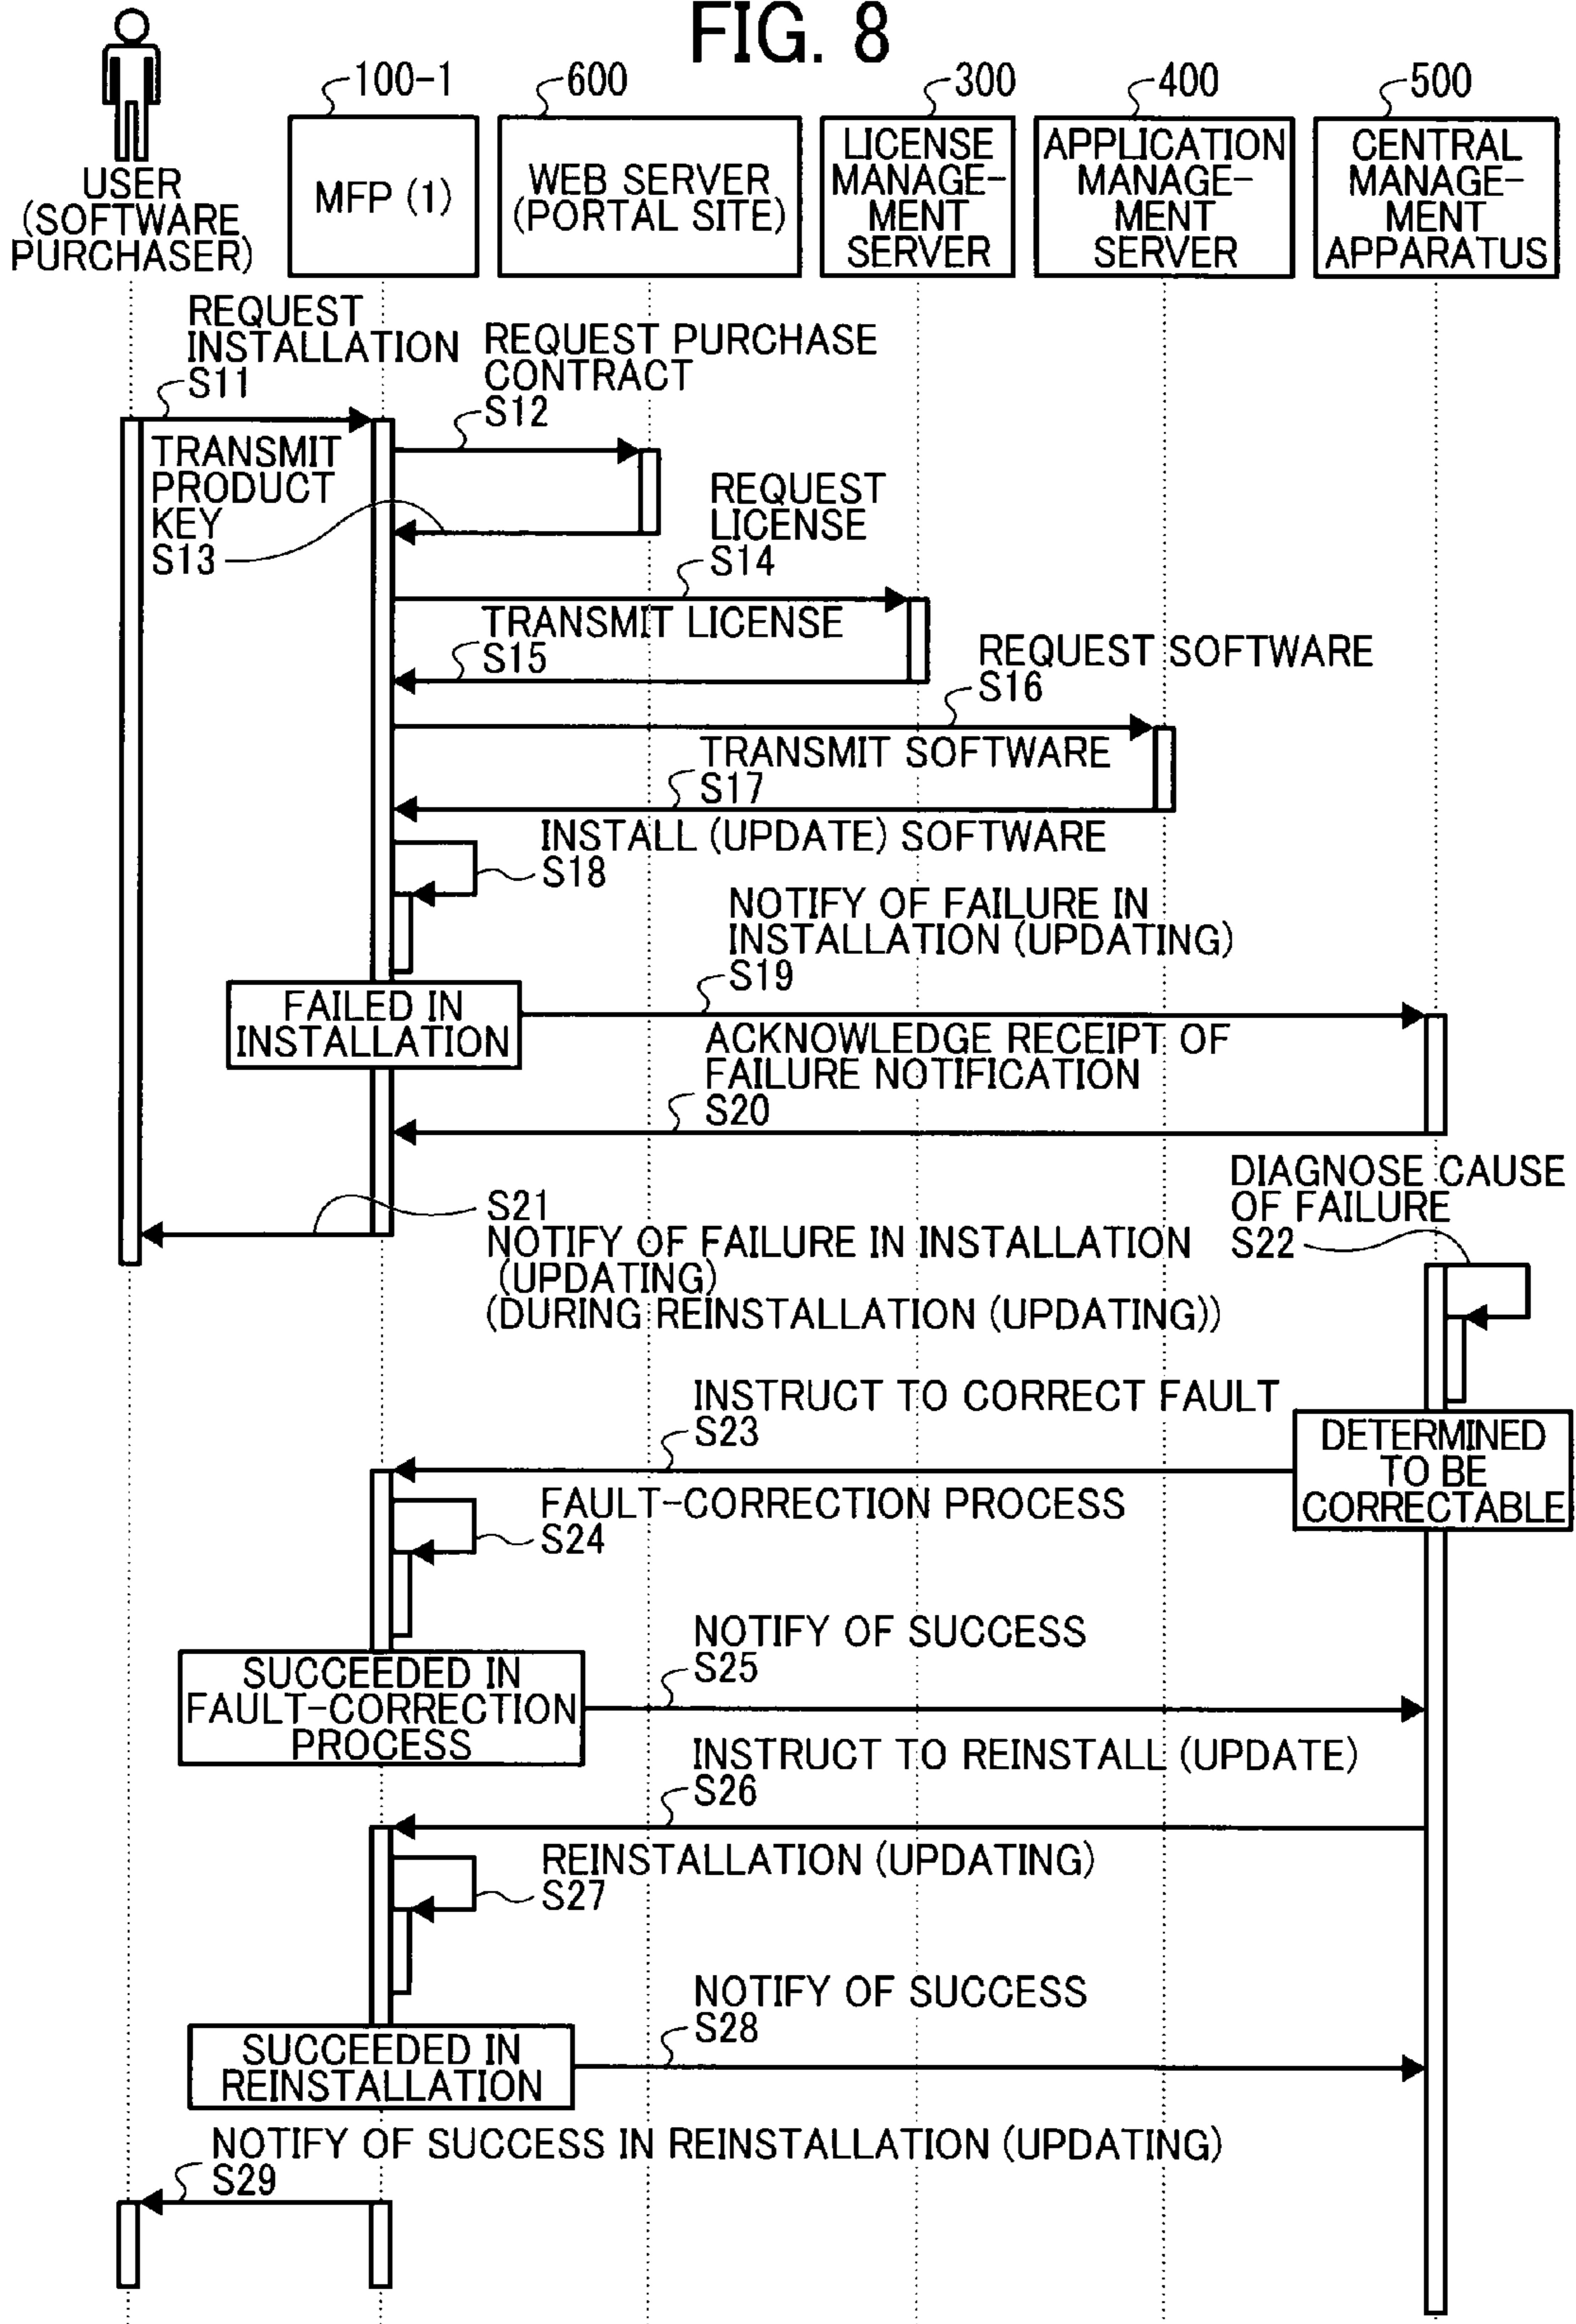 FIG. 8
USER
(SOFTWARE
PURCHASER)
100-1
MFP (1)
600
WEB SERVER
(PORTAL SITE)
300
LICENSE
MANAGE-
MENT
SERVER
400
APPLICATION
MANAGE-
MENT
SERVER
500
CENTRAL
MANAGE-
MENT
APPARATUS
REQUEST
INSTALLATION
S11
REQUEST PURCHASE
CONTRACT
S12
TRANSMIT
PRODUCT
KEY
S13
REQUEST
LICENSE
S14
TRANSMIT LICENSE
S15
REQUEST SOFTWARE
S16
TRANSMIT SOFTWARE
S17
INSTALL (UPDATE) SOFTWARE
S18
NOTIFY OF FAILURE IN
INSTALLATION (UPDATING)
S19
FAILED IN
INSTALLATION
ACKNOWLEDGE RECEIPT OF
FAILURE NOTIFICATION
S20
S21
NOTIFY OF FAILURE IN INSTALLATION
(UPDATING)
(DURING REINSTALLATION (UPDATING))
DIAGNOSE CAUSE
OF FAILURE
S22
INSTRUCT TO CORRECT FAULT
S23
DETERMINED
TO BE
CORRECTABLE
FAULT-CORRECTION PROCESS
S24
NOTIFY OF SUCCESS
S25
SUCCEEDED IN
FAULT-CORRECTION
PROCESS
INSTRUCT TO REINSTALL (UPDATE)
S26
REINSTALLATION (UPDATING)
S27
NOTIFY OF SUCCESS
S28
SUCCEEDED IN
REINSTALLATION
NOTIFY OF SUCCESS IN REINSTALLATION (UPDATING)
S29